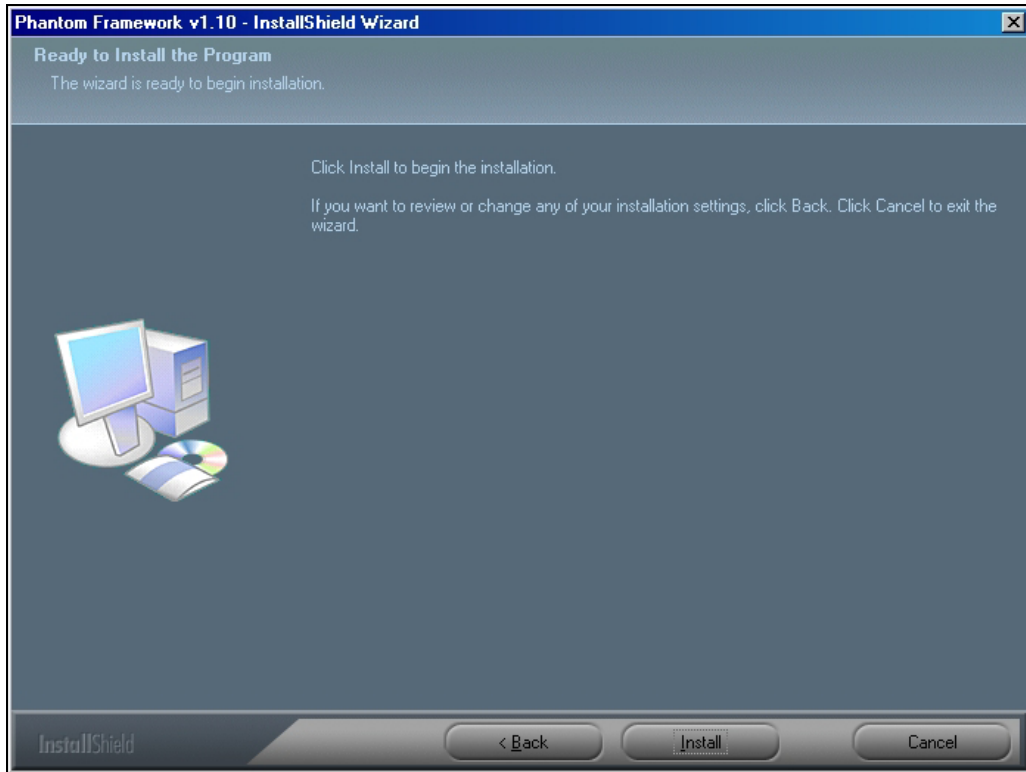 Phantom Framework v1.10 - InstallShield Wizard
Ready to Install the Program
The wizard is ready to begin installation.
Click Install to begin the installation.
If you want to review or change any of your installation settings, click Back. Click Cancel to exit the
wizard.
InstallShield
< Back
Install
Cancel